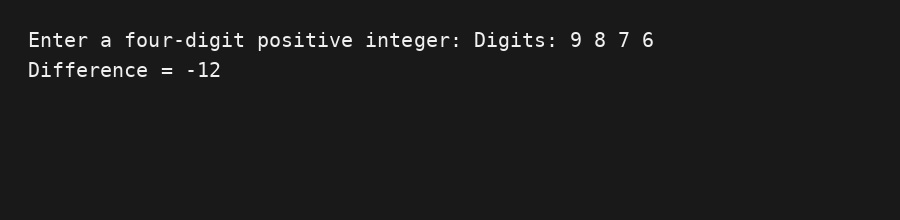 Enter a four-digit positive integer: Digits: 9 8 7 6
Difference = -12